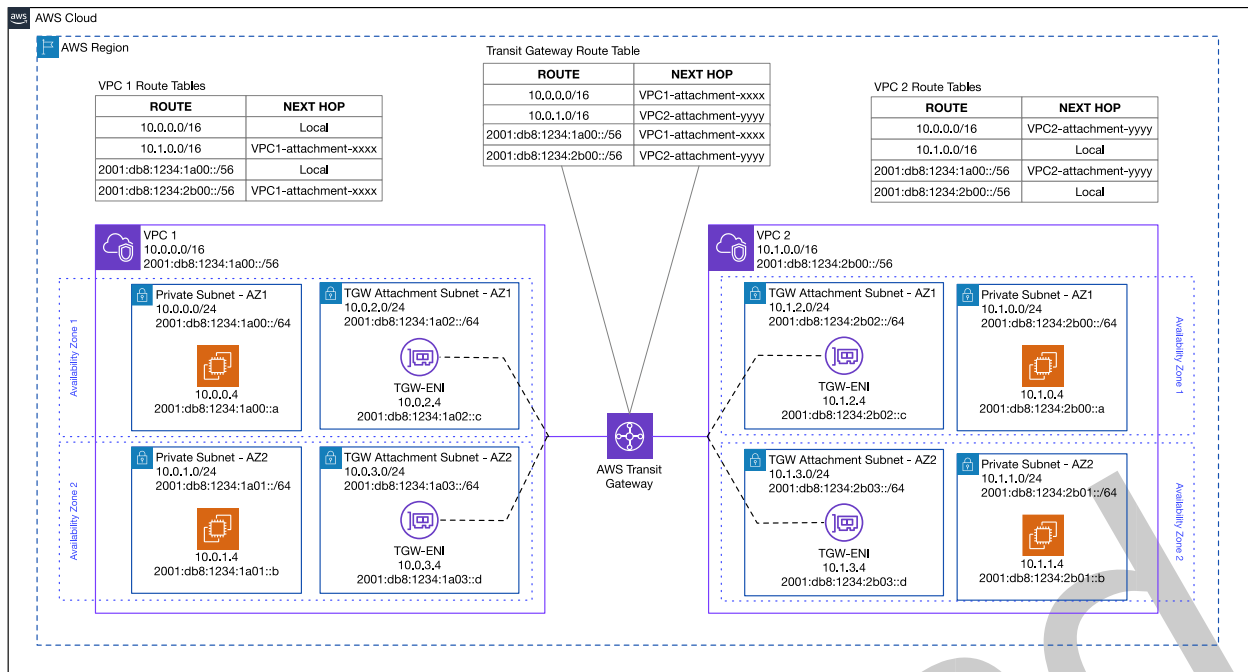 aws
AWS Cloud
AWS Region
Transit Gateway Route Table
ROUTE NEXT HOP
10.0.0.0/16 VPC1-attachment-xxxx
10.0.1.0/16 VPC2-attachment-yyyy
2001:db8:1234:1a00::/56 VPC1-attachment-xxxx
2001:db8:1234:2b00::/56 VPC2-attachment-yyyy
VPC 1 Route Tables
ROUTE NEXT HOP
10.0.0.0/16 Local
10.1.0.0/16 VPC1-attachment-xxxx
2001:db8:1234:1a00::/56 Local
2001:db8:1234:2b00::/56 VPC1-attachment-xxxx
VPC 2 Route Tables
ROUTE NEXT HOP
10.0.0.0/16 VPC2-attachment-yyyy
10.1.0.0/16 Local
2001:db8:1234:1a00::/56 VPC2-attachment-yyyy
2001:db8:1234:2b00::/56 Local
VPC 1
10.0.0.0/16
2001:db8:1234:1a00::/56
Availability Zone 1
Private Subnet - AZ1
10.0.0.0/24
2001:db8:1234:1a00::/64
10.0.0.4
2001:db8:1234:1a00::a
TGW Attachment Subnet - AZ1
10.0.2.0/24
2001:db8:1234:1a02::/64
TGW-ENI
10.0.2.4
2001:db8:1234:1a02::c
Availability Zone 2
Private Subnet - AZ2
10.0.1.0/24
2001:db8:1234:1a01::/64
10.0.1.4
2001:db8:1234:1a01::b
TGW Attachment Subnet - AZ2
10.0.3.0/24
2001:db8:1234:1a03::/64
TGW-ENI
10.0.3.4
2001:db8:1234:1a03::d
AWS Transit
Gateway
VPC 2
10.1.0.0/16
2001:db8:1234:2b00::/56
TGW Attachment Subnet - AZ1
10.1.2.0/24
2001:db8:1234:2b02::/64
TGW-ENI
10.1.2.4
2001:db8:1234:2b02::c
Private Subnet - AZ1
10.1.0.0/24
2001:db8:1234:2b00::/64
10.1.0.4
2001:db8:1234:2b00::a
Availability Zone 1
TGW Attachment Subnet - AZ2
10.1.3.0/24
2001:db8:1234:2b03::/64
TGW-ENI
10.1.3.4
2001:db8:1234:2b03::d
Private Subnet - AZ2
10.1.1.0/24
2001:db8:1234:2b01::/64
10.1.1.4
2001:db8:1234:2b01::b
Availability Zone 2